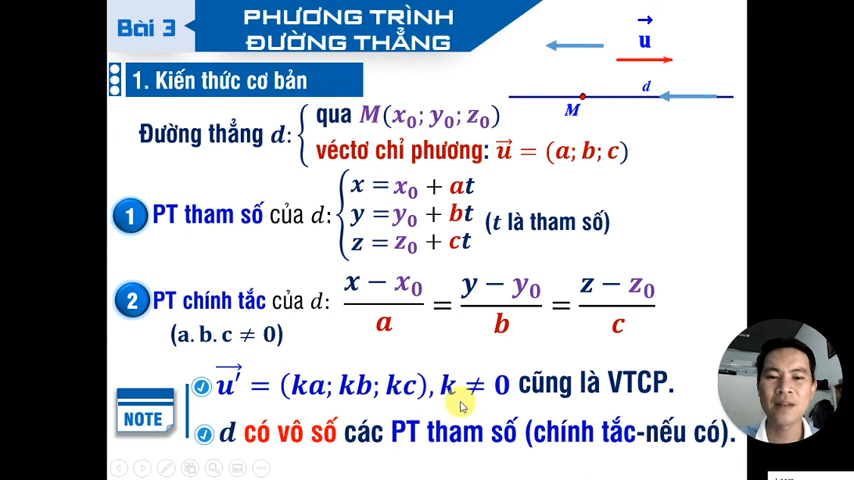 Bài 3
PHƯƠNG TRÌNH
ĐƯỜNG THẲNG
u
d
M
1. Kiến thức cơ bản
Đường thẳng d: { qua M(x₀; y₀; z₀)
véctơ chỉ phương: u⃗ = (a; b; c)
1 PT tham số của d: { x = x₀ + at
y = y₀ + bt (t là tham số)
z = z₀ + ct
2 PT chính tắc của d: (x − x₀)/a = (y − y₀)/b = (z − z₀)/c
(a. b. c ≠ 0)
NOTE
u′⃗ = (ka; kb; kc), k ≠ 0 cũng là VTCP.
d có vô số các PT tham số (chính tắc-nếu có).